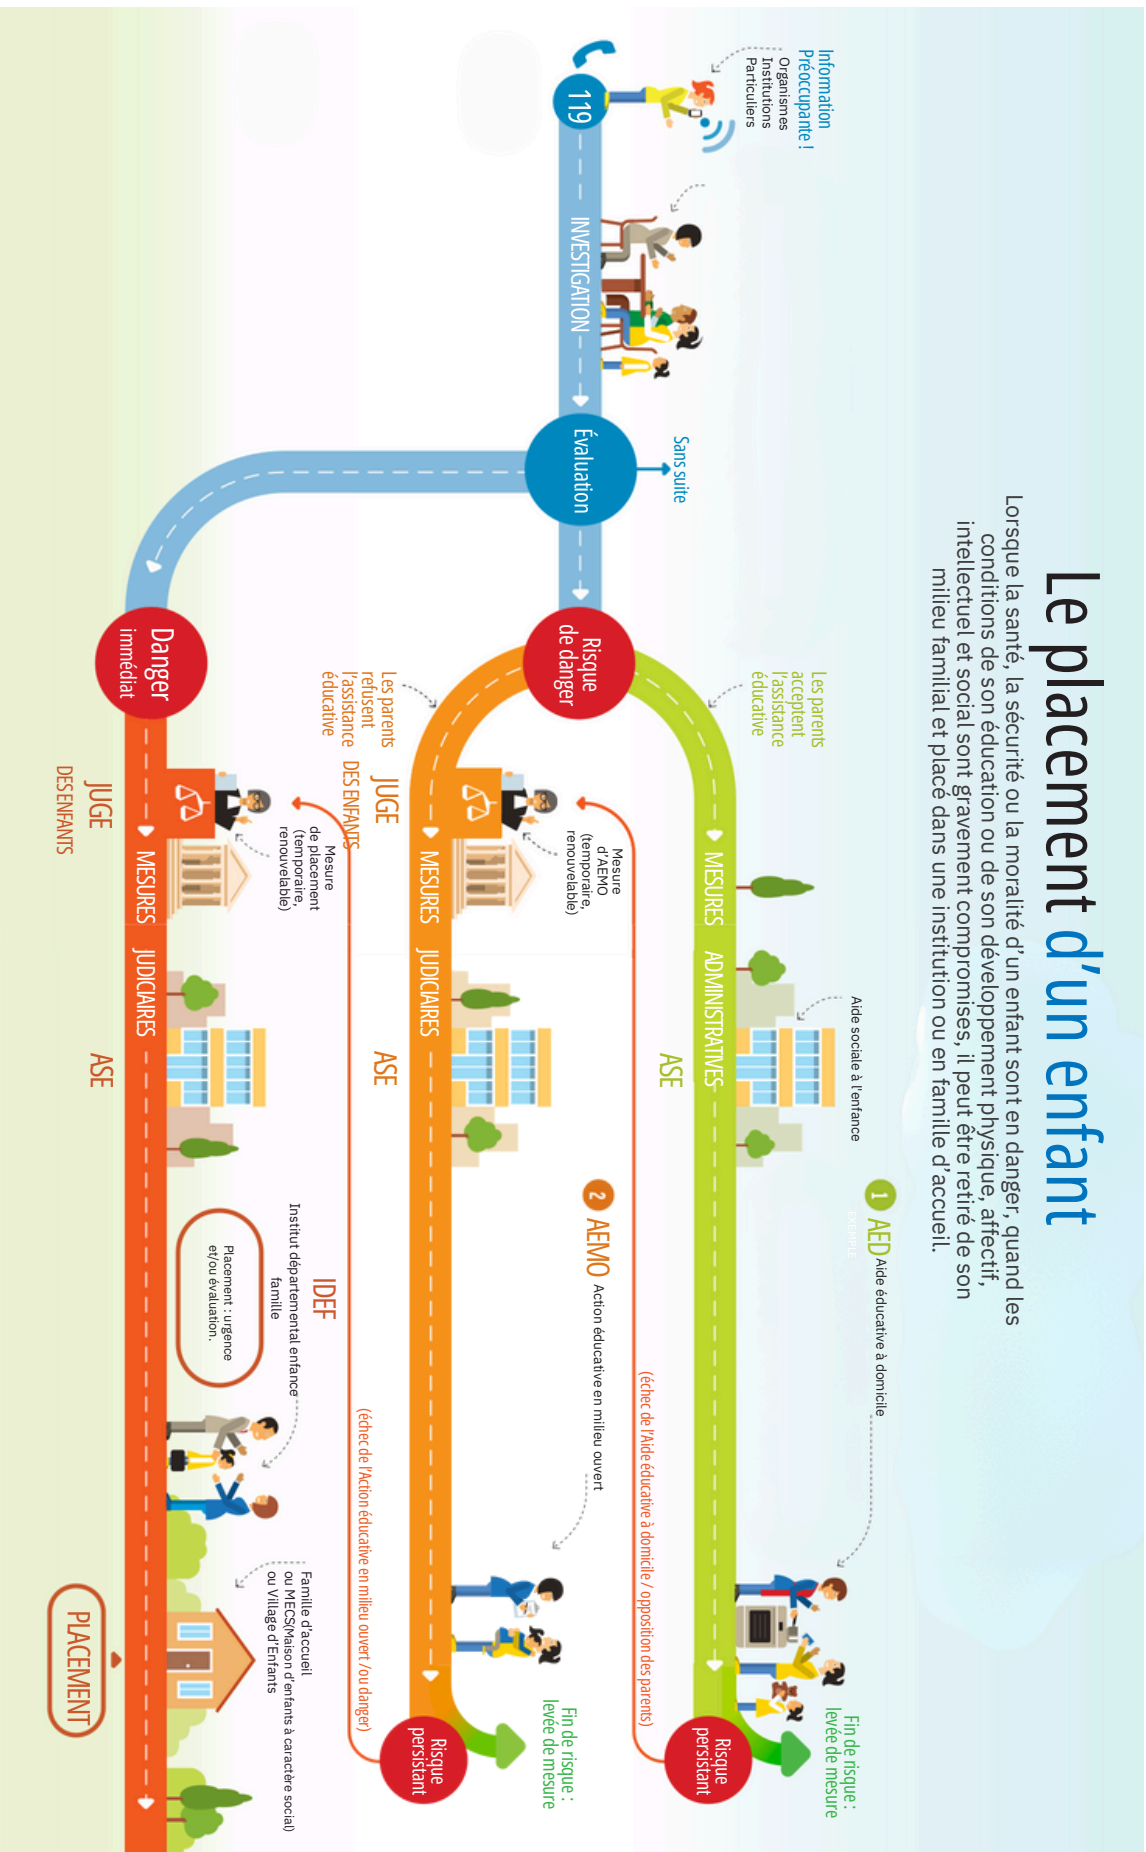 Le placement d'un enfant
Lorsque la santé, la sécurité ou la moralité d'un enfant sont en danger, quand les
conditions de son éducation ou de son développement physique, affectif,
intellectuel et social sont gravement compromises, il peut être retiré de son
milieu familial et placé dans une institution ou en famille d'accueil.
Information
Préoccupante !
Organismes
Institutions
Particuliers
119
INVESTIGATION
Évaluation
Sans suite
Risque
de danger
Les parents
acceptent
l'assistance
éducative
MESURES ADMINISTRATIVES
ASE
Aide sociale à l'enfance
1 AED Aide éducative à domicile
EXEMPLE
Fin de risque :
levée de mesure
Risque
persistant
(échec de l'Aide éducative à domicile / opposition des parents)
Les parents
refusent
l'assistance
éducative
JUGE
DES ENFANTS
Mesure
d'AEMO
(temporaire,
renouvelable)
MESURES JUDICIAIRES
ASE
2 AEMO Action éducative en milieu ouvert
Fin de risque :
levée de mesure
Risque
persistant
(échec de l'Action éducative en milieu ouvert /ou danger)
Danger
immédiat
JUGE
DES ENFANTS
Mesure
de placement
(temporaire,
renouvelable)
MESURES JUDICIAIRES
ASE
IDEF
Institut départemental enfance
famille
Placement : urgence
et/ou évaluation.
Famille d'accueil
ou MECS(Maison d'enfants à caractère social)
ou Village d'Enfants
PLACEMENT